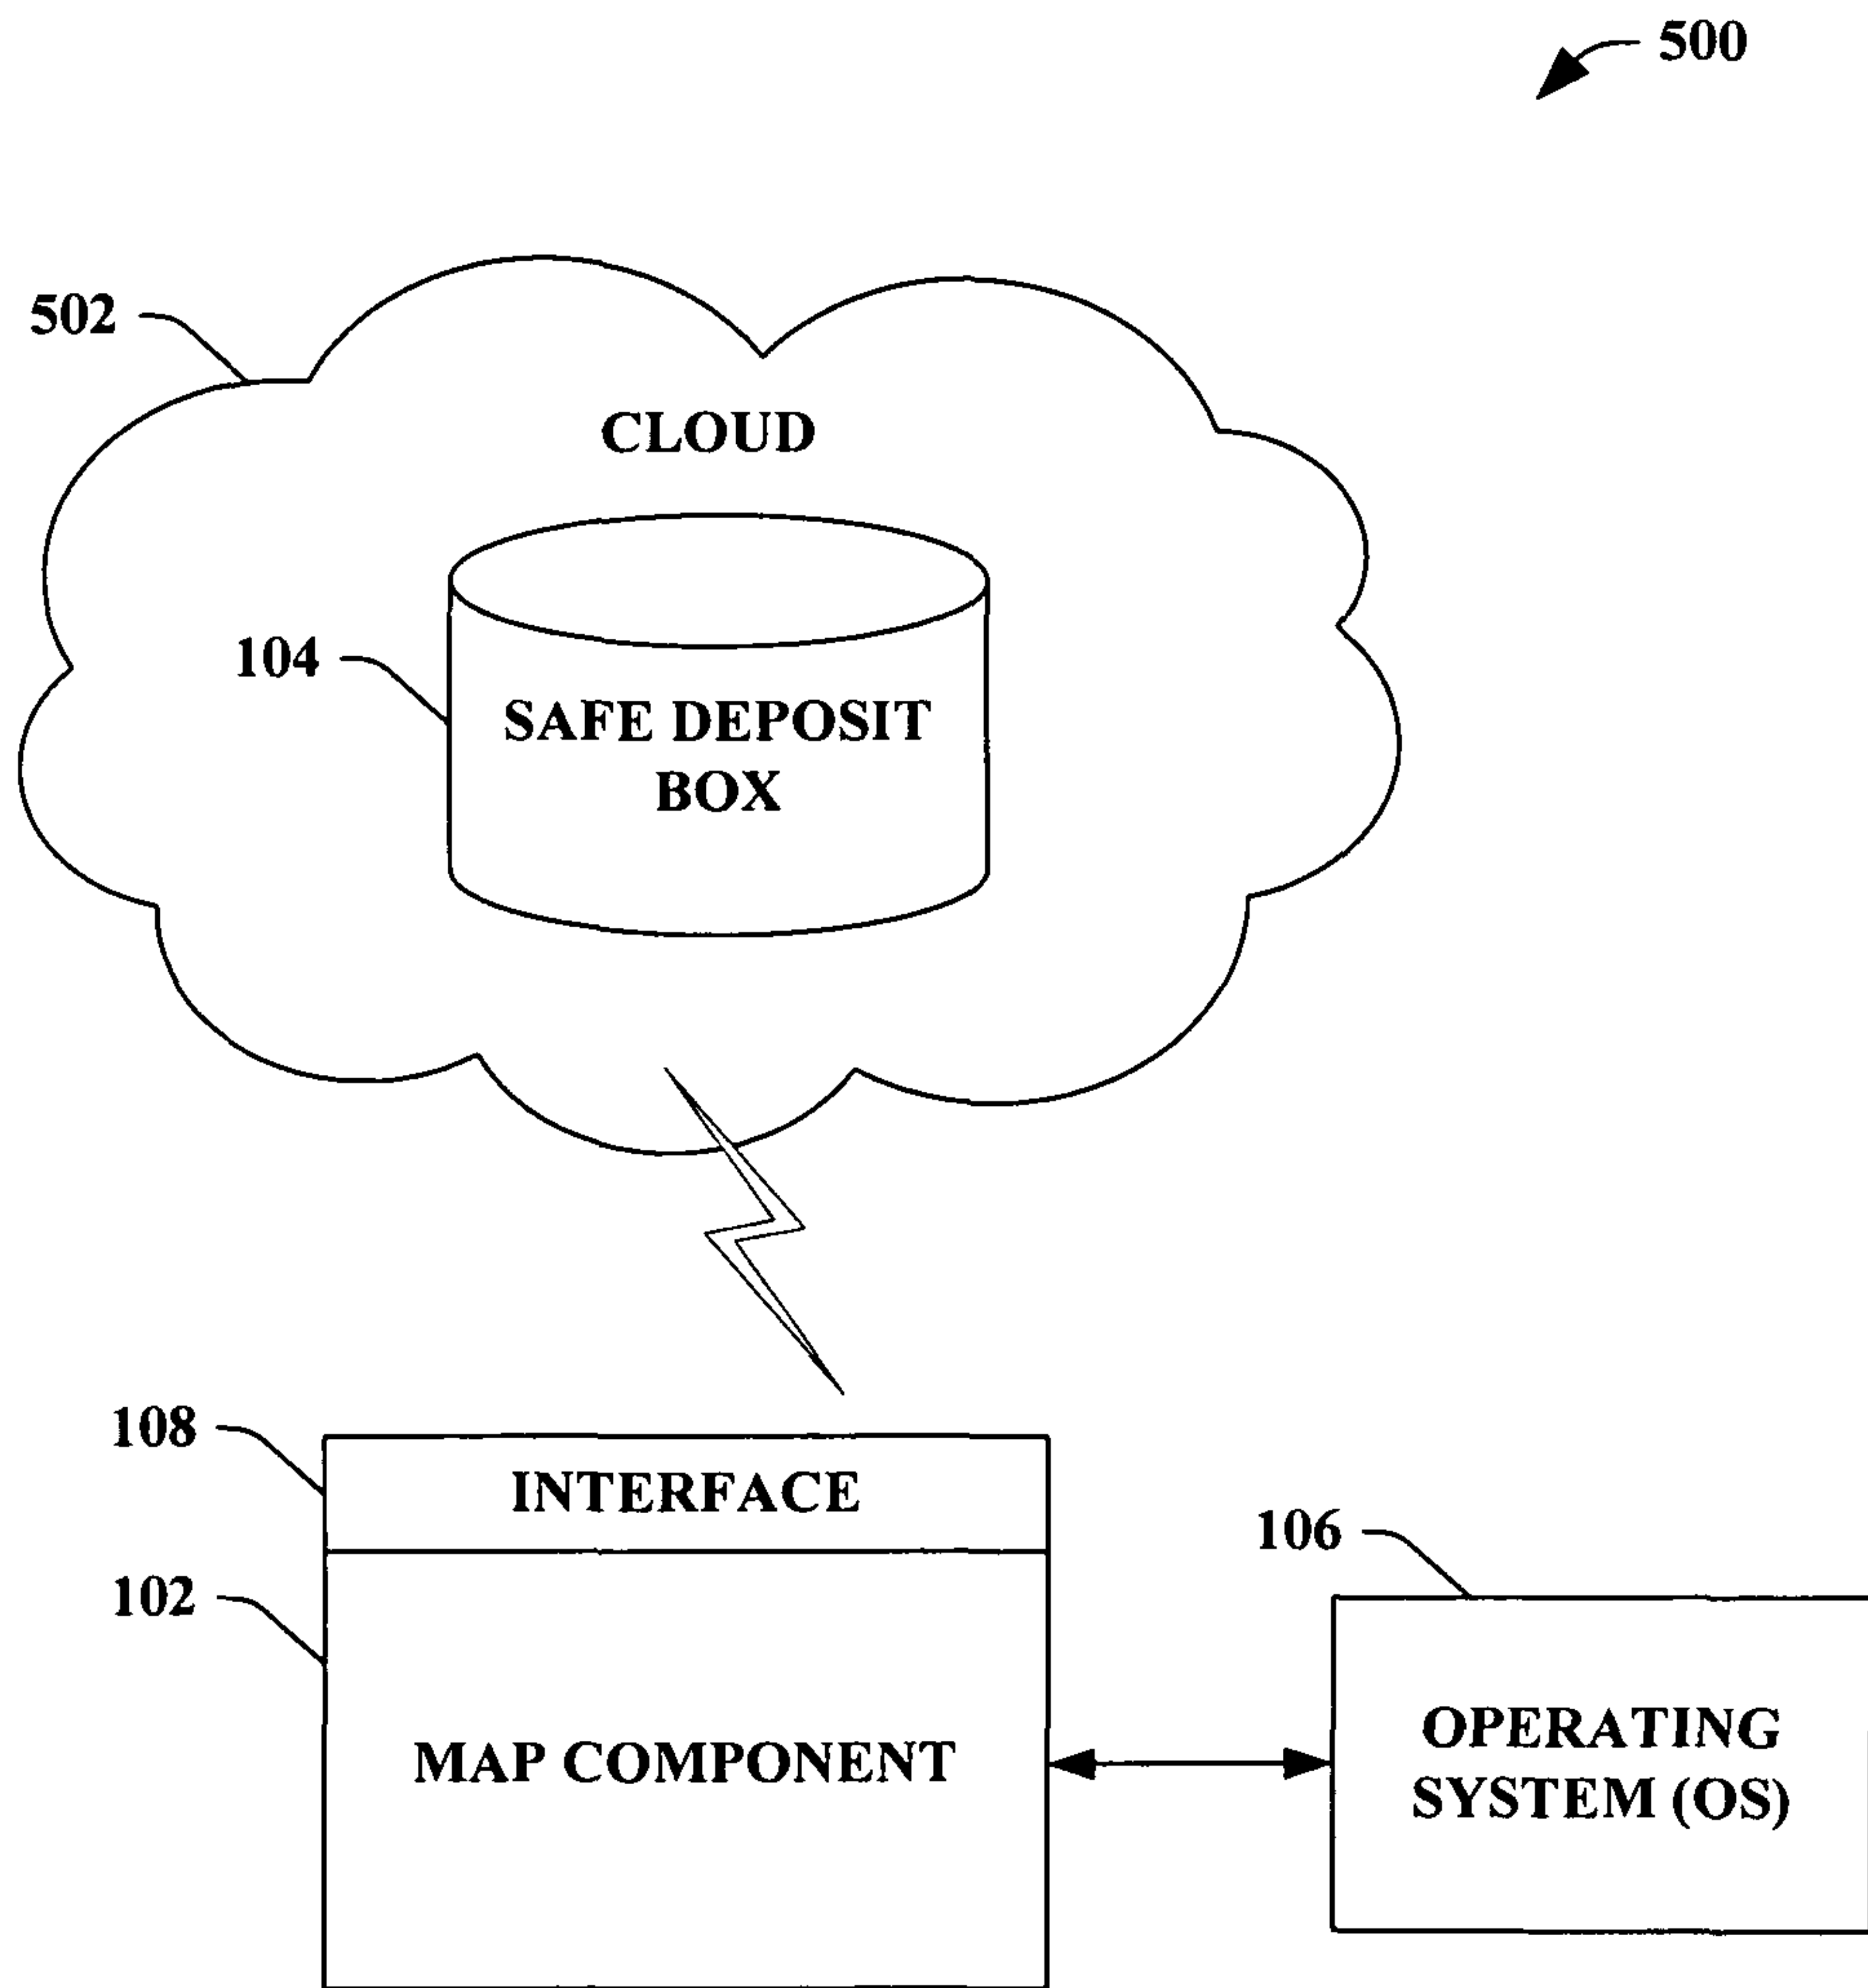 500
502
CLOUD
104
SAFE DEPOSIT
BOX
108
INTERFACE
102
106
MAP COMPONENT
OPERATING
SYSTEM (OS)